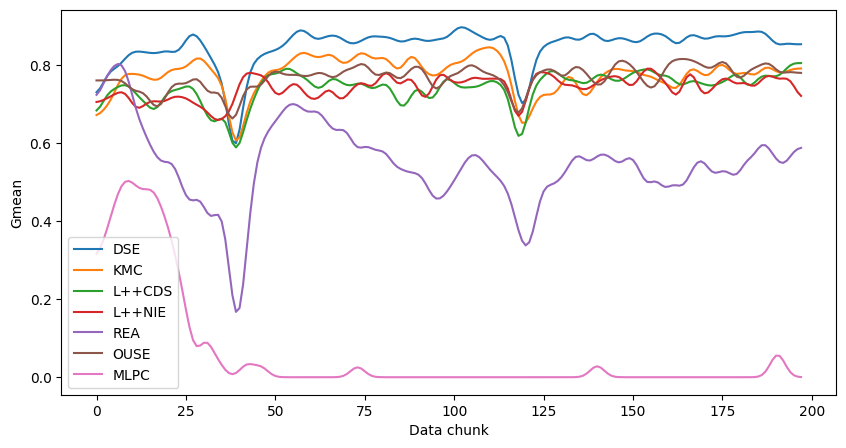 Gmean
0.8
0.6
0.4
0.2
0.0
DSE
KMC
L++CDS
L++NIE
REA
OUSE
MLPC
0 25 50 75 100 125 150 175 200
Data chunk